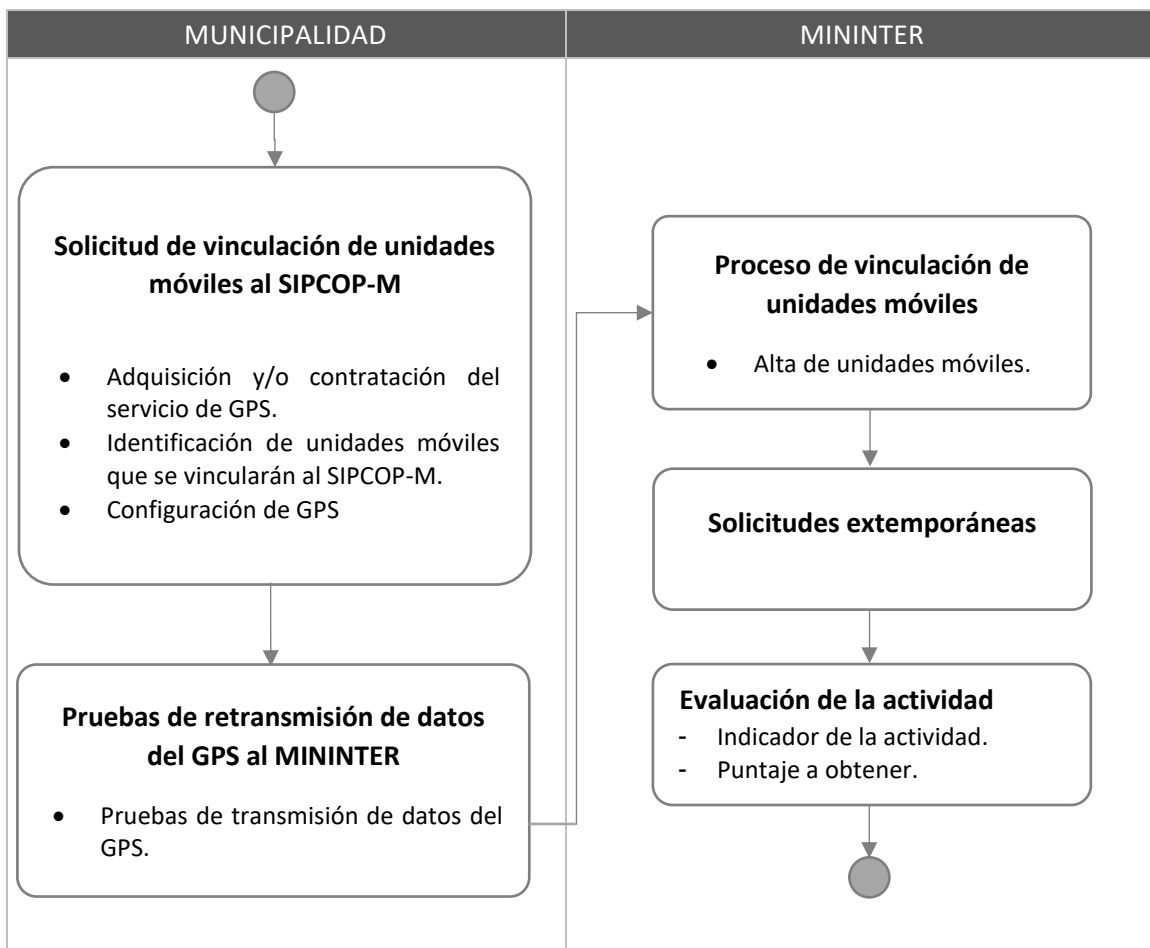 MUNICIPALIDAD
MININTER
Solicitud de vinculación de unidades
móviles al SIPCOP-M
• Adquisición y/o contratación del
servicio de GPS.
• Identificación de unidades móviles
que se vincularán al SIPCOP-M.
• Configuración de GPS
Pruebas de retransmisión de datos
del GPS al MININTER
• Pruebas de transmisión de datos del
GPS.
Proceso de vinculación de
unidades móviles
• Alta de unidades móviles.
Solicitudes extemporáneas
Evaluación de la actividad
- Indicador de la actividad.
- Puntaje a obtener.